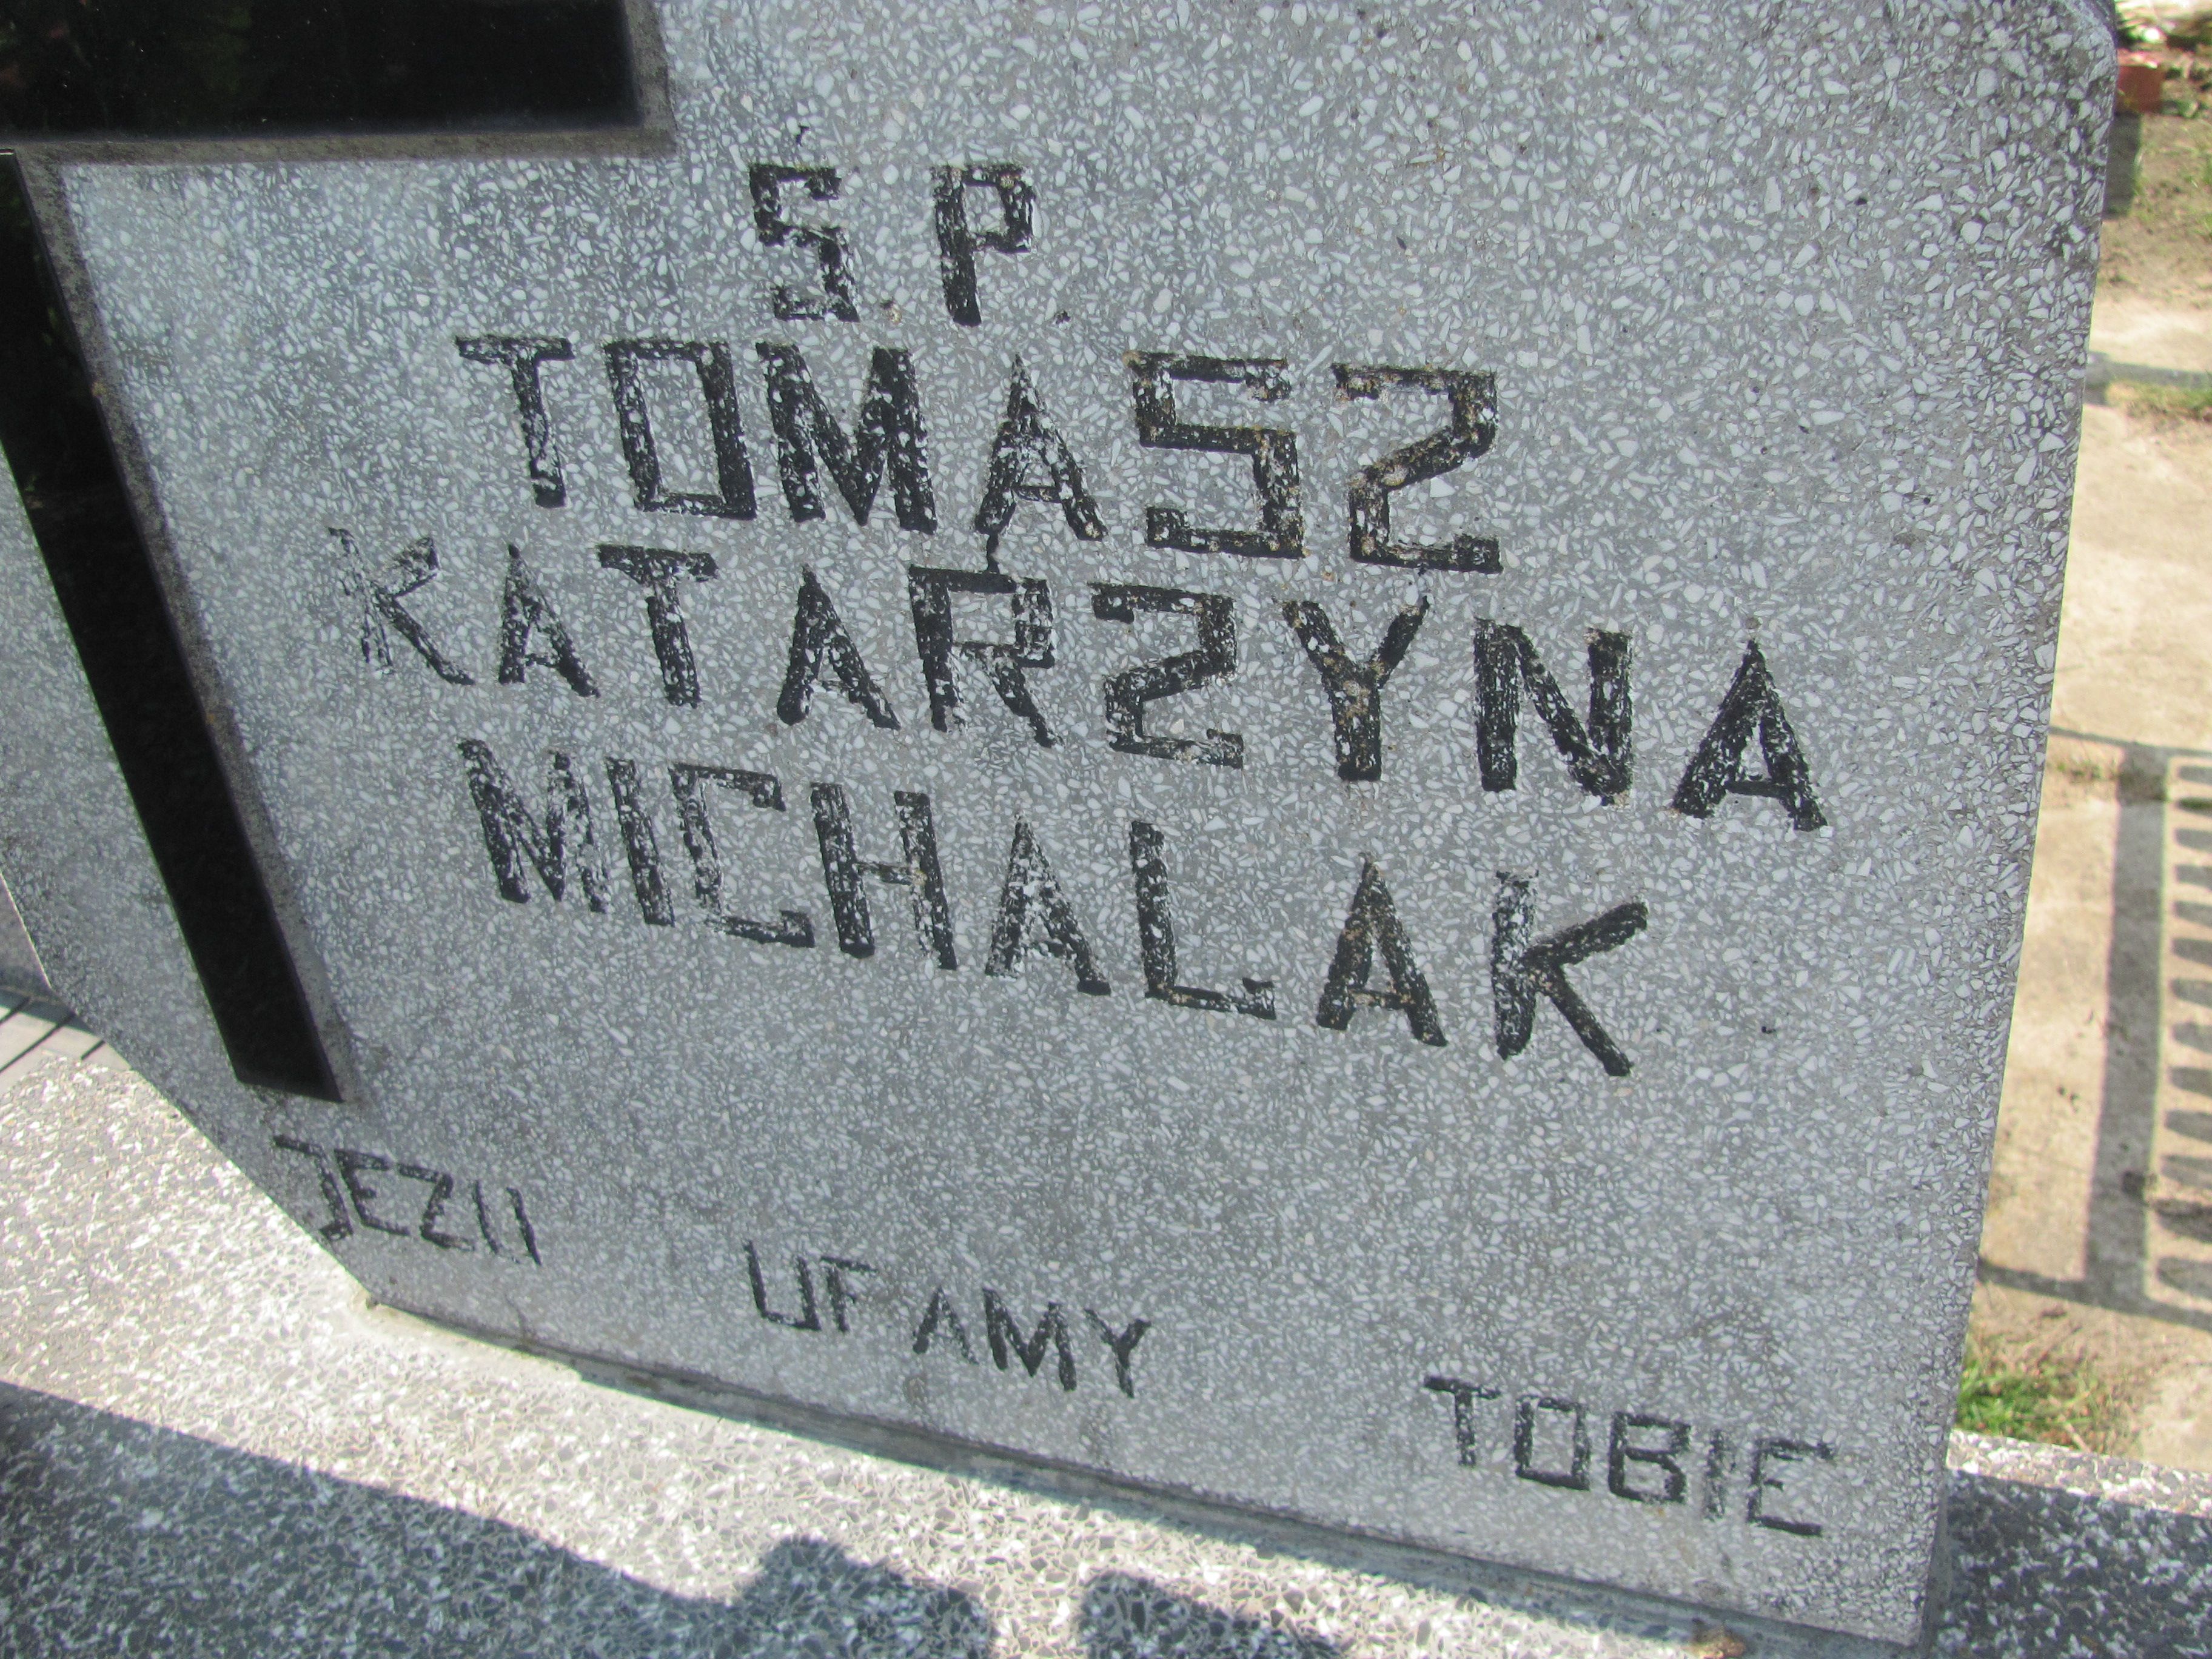 Ś.P.
TOMASZ
KATARZYNA
MICHALAK
JEZU UFAMY TOBIE